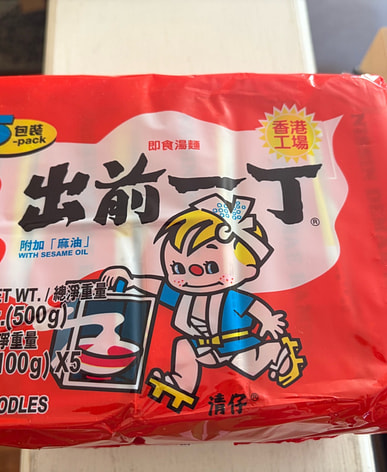 5包裝
-pack
即食湯麵
香港
工場
出前一丁®
附加「麻油」
WITH SESAME OIL
ET WT. / 總淨重量
.(500g)
淨重量
100g) X5
清仔®
OODLES